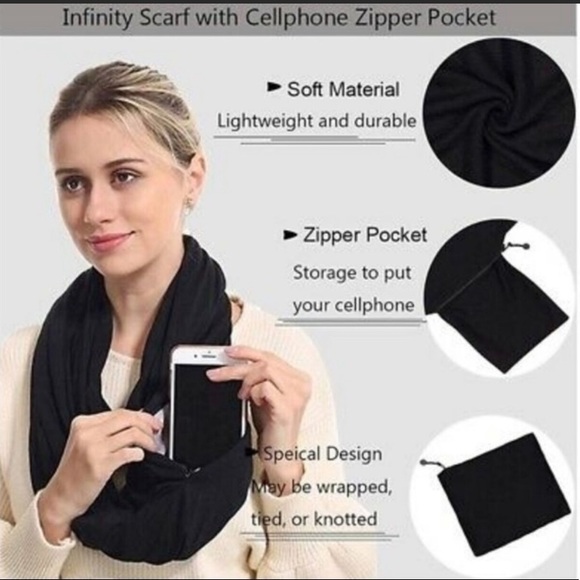 Infinity Scarf with Cellphone Zipper Pocket
Soft Material
Lightweight and durable
Zipper Pocket
Storage to put
your cellphone
Speical Design
May be wrapped,
tied, or knotted